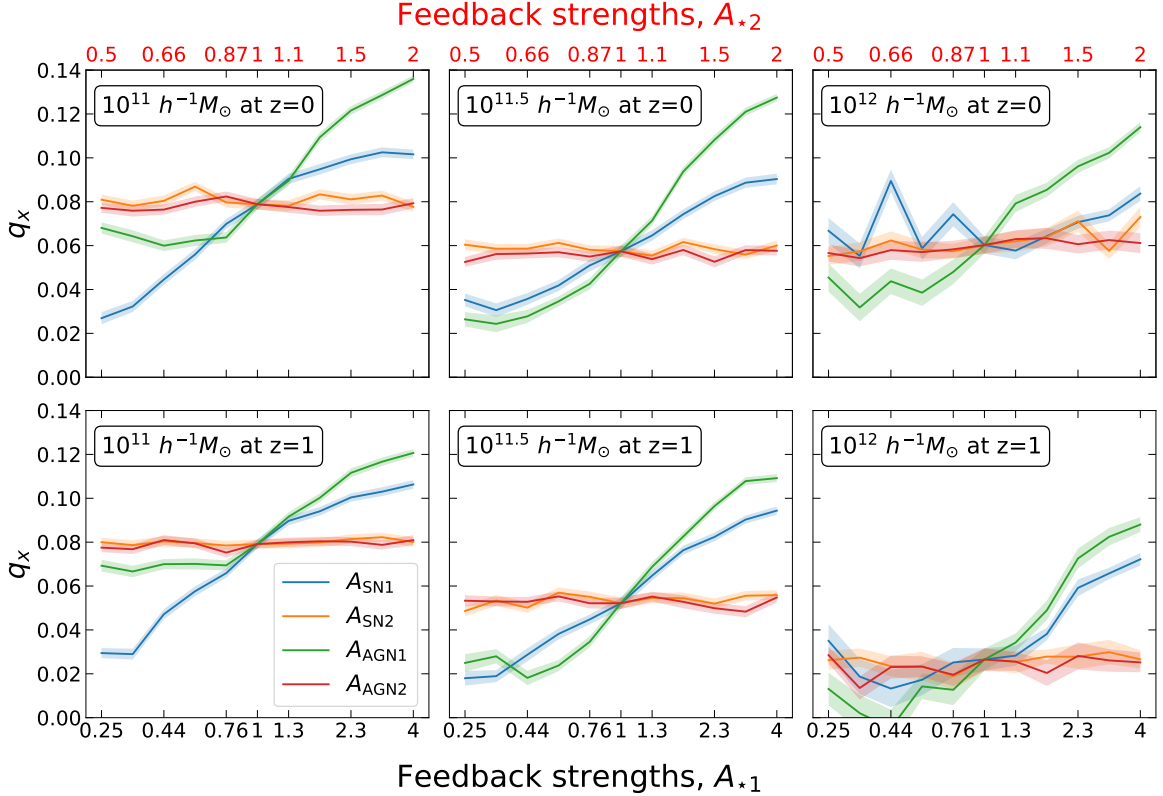 Feedback strengths, A⋆2
0.5 0.66 0.87 1 1.1 1.5 2
0.5 0.66 0.87 1 1.1 1.5 2
0.5 0.66 0.87 1 1.1 1.5 2
10^11 h^−1M⊙ at z=0
10^11.5 h^−1M⊙ at z=0
10^12 h^−1M⊙ at z=0
q_x
0.14
0.12
0.10
0.08
0.06
0.04
0.02
0.00
10^11 h^−1M⊙ at z=1
10^11.5 h^−1M⊙ at z=1
10^12 h^−1M⊙ at z=1
q_x
0.14
0.12
0.10
0.08
0.06
0.04
0.02
0.00
A_SN1
A_SN2
A_AGN1
A_AGN2
0.25 0.44 0.76 1 1.3 2.3 4
0.25 0.44 0.76 1 1.3 2.3 4
0.25 0.44 0.76 1 1.3 2.3 4
Feedback strengths, A⋆1